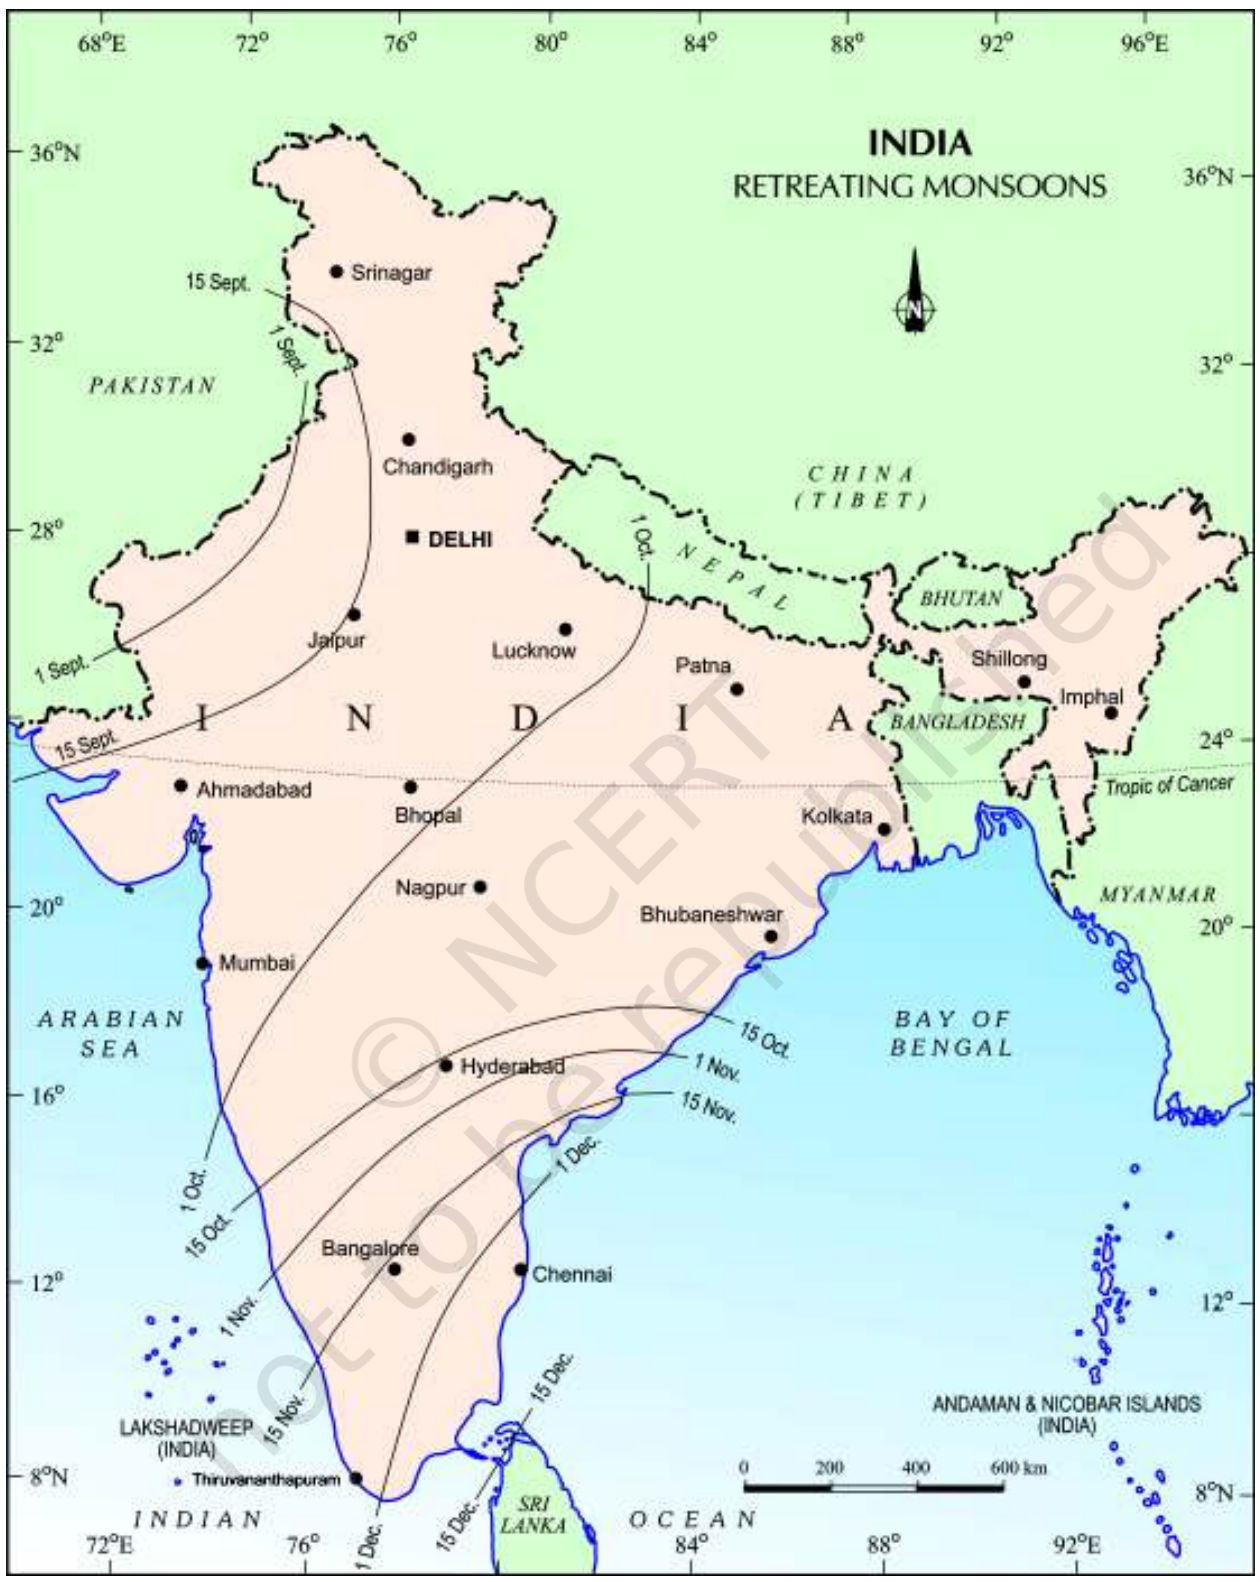 68°E 72° 76° 80° 84° 88° 92° 96°E
INDIA
RETREATING MONSOONS
36°N
36°N
N
Srinagar
15 Sept.
1 Sept.
32°
32°
PAKISTAN
Chandigarh
CHINA
(TIBET)
28°
DELHI
1 Oct.
NEPAL
28°
BHUTAN
Jaipur
Lucknow
1 Sept.
Patna
Shillong
Imphal
I N D I A
BANGLADESH
15 Sept.
24°
Tropic of Cancer
Ahmadabad
Bhopal
Kolkata
Nagpur
MYANMAR
20°
Bhubaneshwar
20°
Mumbai
ARABIAN
SEA
BAY OF
BENGAL
15 Oct.
Hyderabad
1 Nov.
16°
15 Nov.
1 Dec.
1 Oct.
15 Oct.
Bangalore
Chennai
12°
12°
1 Nov.
15 Dec.
15 Nov.
LAKSHADWEEP
(INDIA)
ANDAMAN & NICOBAR ISLANDS
(INDIA)
8°N
Thiruvananthapuram
0 200 400 600 km
8°N
INDIAN
OCEAN
SRI
LANKA
1 Dec.
15 Dec.
72°E 76° 84° 88° 92°E
© NCERT
not to be republished